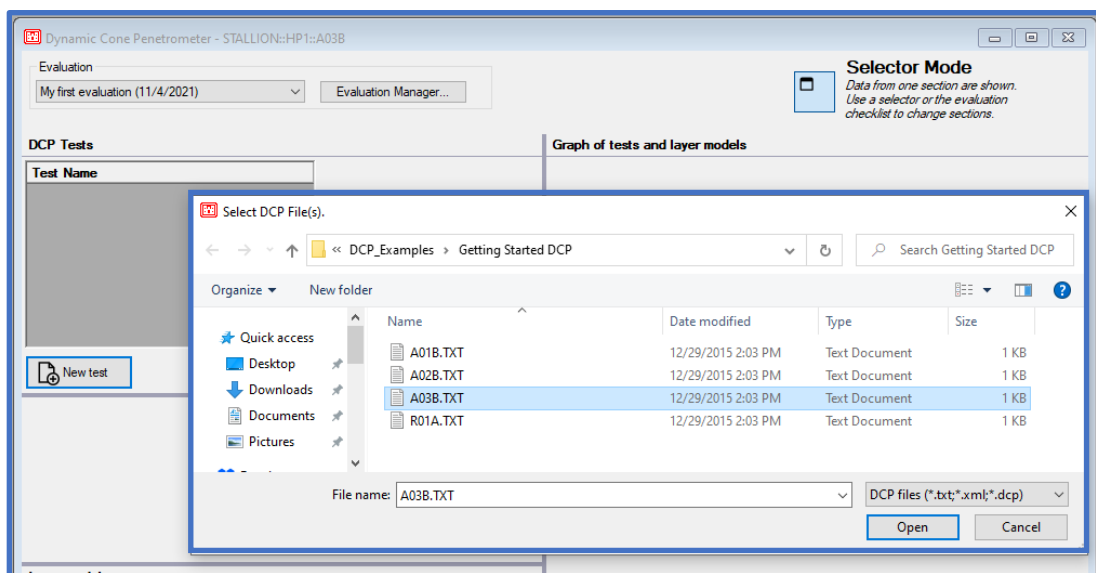 Dynamic Cone Penetrometer - STALLION::HP1::A03B
Evaluation
My first evaluation (11/4/2021)
Evaluation Manager...
Selector Mode
Data from one section are shown.
Use a selector or the evaluation
checklist to change sections.
DCP Tests
Graph of tests and layer models
Test Name
Select DCP File(s).
« DCP_Examples › Getting Started DCP
Search Getting Started DCP
Organize
New folder
Name Date modified Type Size
Quick access
Desktop
Downloads
Documents
Pictures
A01B.TXT 12/29/2015 2:03 PM Text Document 1 KB
A02B.TXT 12/29/2015 2:03 PM Text Document 1 KB
A03B.TXT 12/29/2015 2:03 PM Text Document 1 KB
R01A.TXT 12/29/2015 2:03 PM Text Document 1 KB
New test
File name: A03B.TXT
DCP files (*.txt;*.xml;*.dcp)
Open
Cancel